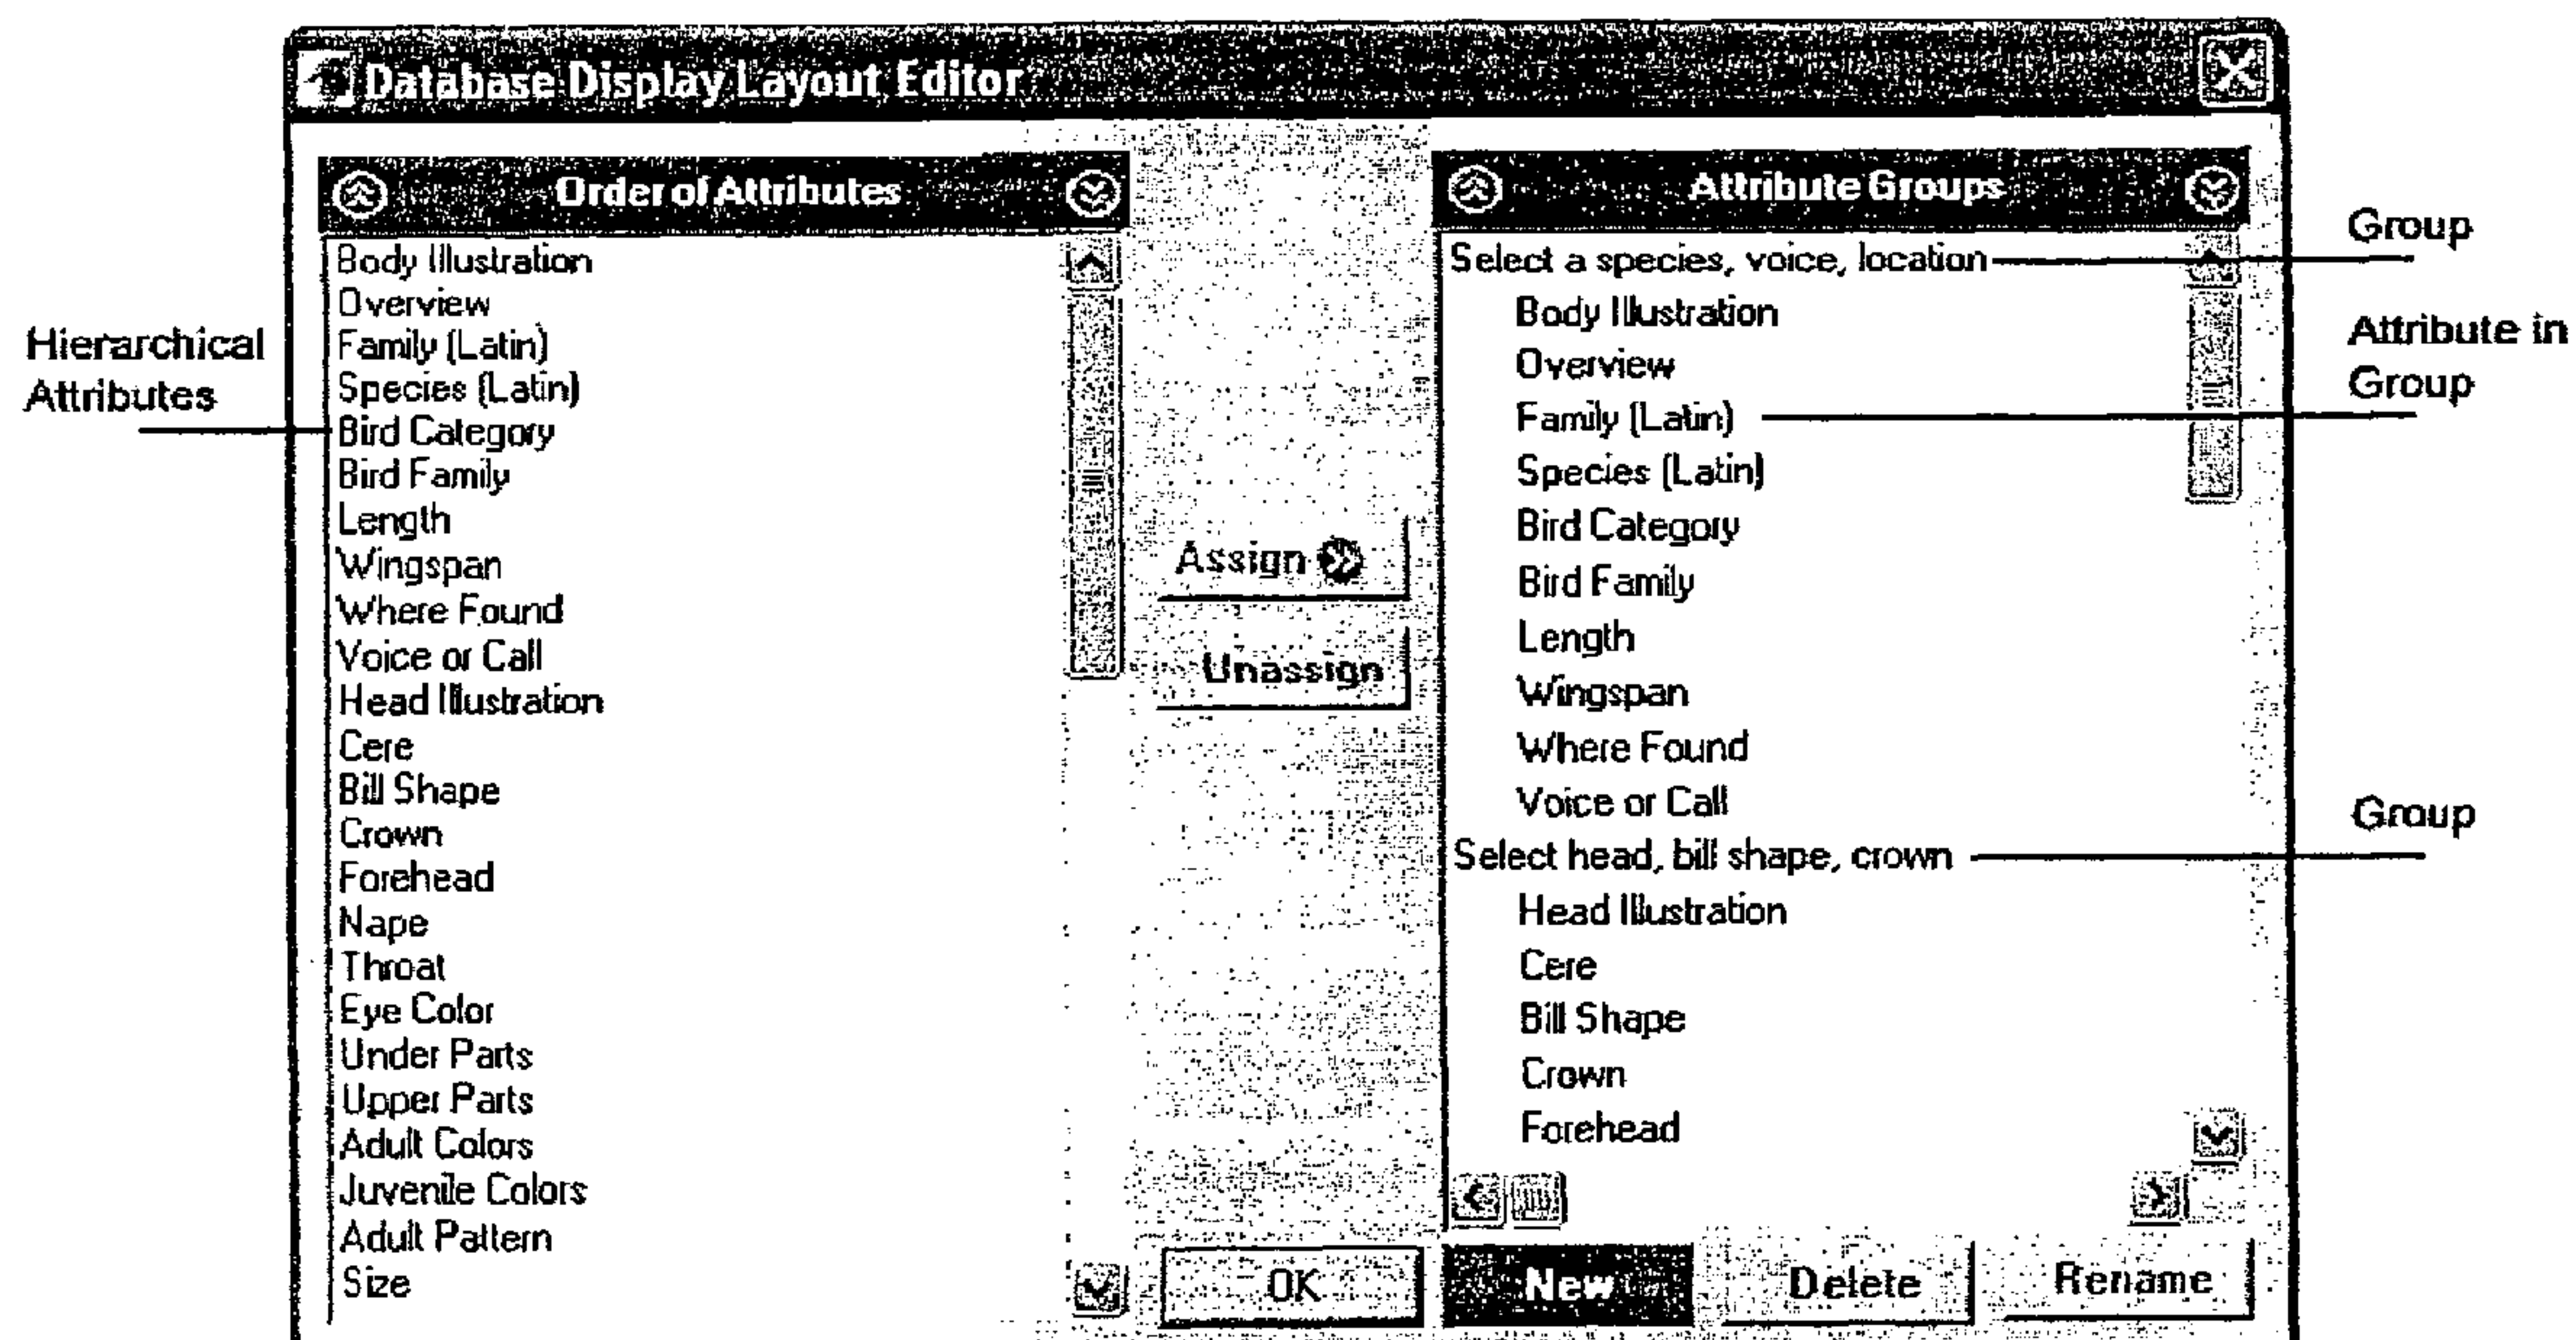 Database Display Layout Editor
Order of Attributes
Body Illustration
Overview
Family (Latin)
Species (Latin)
Bird Category
Bird Family
Length
Wingspan
Where Found
Voice or Call
Head Illustration
Cere
Bill Shape
Crown
Forehead
Nape
Throat
Eye Color
Under Parts
Upper Parts
Adult Colors
Juvenile Colors
Adult Pattern
Size
Hierarchical
Attributes
Assign
Unassign
OK
Attribute Groups
Select a species, voice, location
Body Illustration
Overview
Family (Latin)
Species (Latin)
Bird Category
Bird Family
Length
Wingspan
Where Found
Voice or Call
Select head, bill shape, crown
Head Illustration
Cere
Bill Shape
Crown
Forehead
New
Delete
Rename
Group
Attribute in
Group
Group